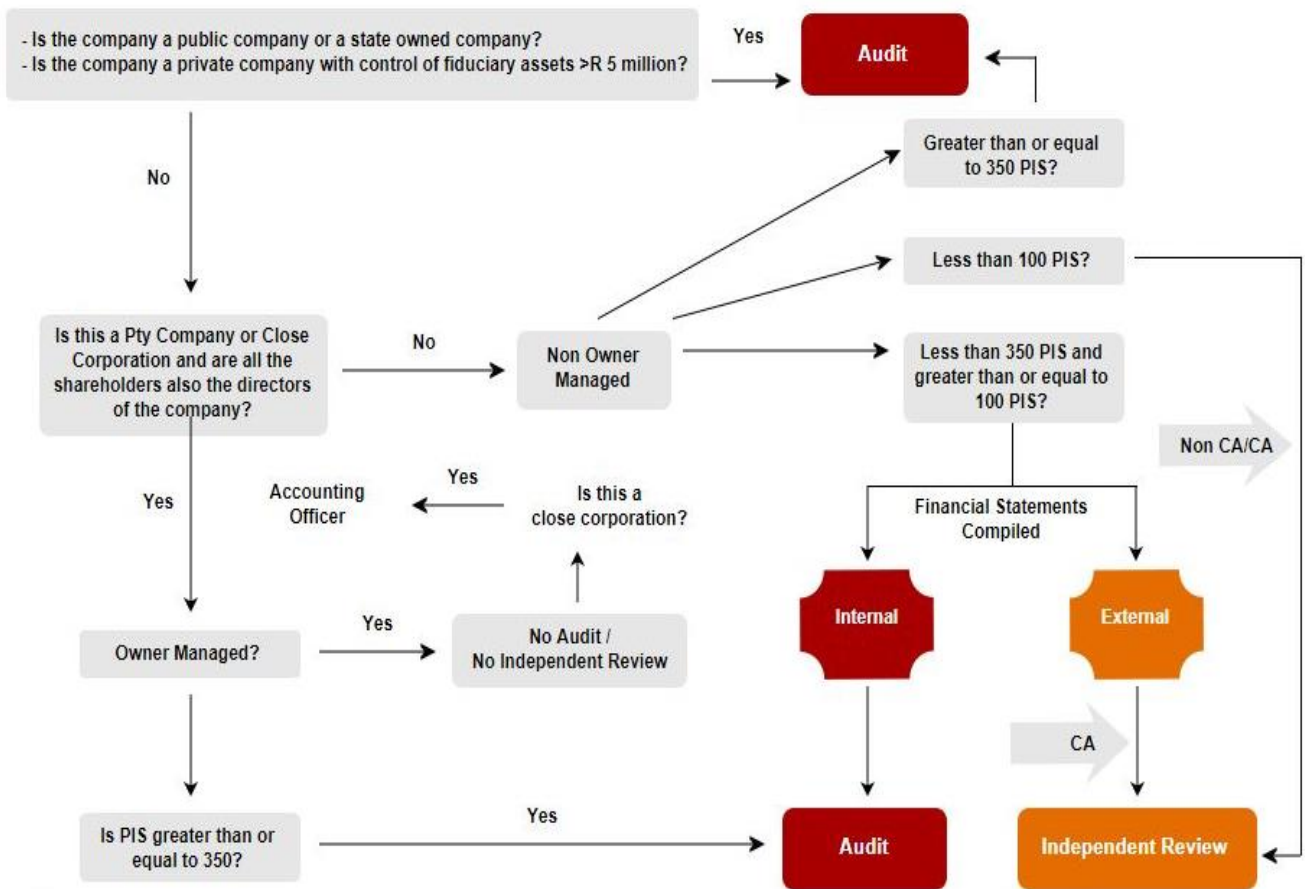 - Is the company a public company or a state owned company?
- Is the company a private company with control of fiduciary assets >R 5 million?
Yes
Audit
Greater than or equal
to 350 PIS?
No
Less than 100 PIS?
Is this a Pty Company or Close
Corporation and are all the
shareholders also the directors
of the company?
No
Non Owner
Managed
Less than 350 PIS and
greater than or equal to
100 PIS?
Non CA/CA
Yes
Accounting
Officer
Yes
Is this a
close corporation?
Financial Statements
Compiled
Internal
External
Owner Managed?
Yes
No Audit /
No Independent Review
CA
Is PIS greater than or
equal to 350?
Yes
Audit
Independent Review